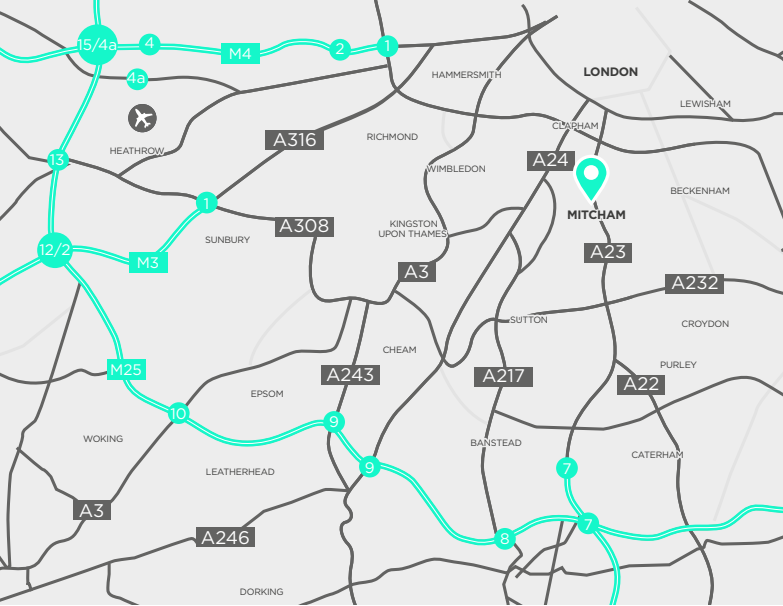 15/4a
4
M4
2
1
LONDON
HAMMERSMITH
4a
LEWISHAM
HEATHROW
A316
RICHMOND
CLAPHAM
13
WIMBLEDON
A24
BECKENHAM
1
MITCHAM
A308
KINGSTON
UPON THAMES
SUNBURY
12/2
M3
A3
A23
A232
SUTTON
CROYDON
CHEAM
M25
A243
A217
PURLEY
A22
EPSOM
10
9
WOKING
BANSTEAD
CATERHAM
LEATHERHEAD
9
7
A3
A246
8
7
DORKING